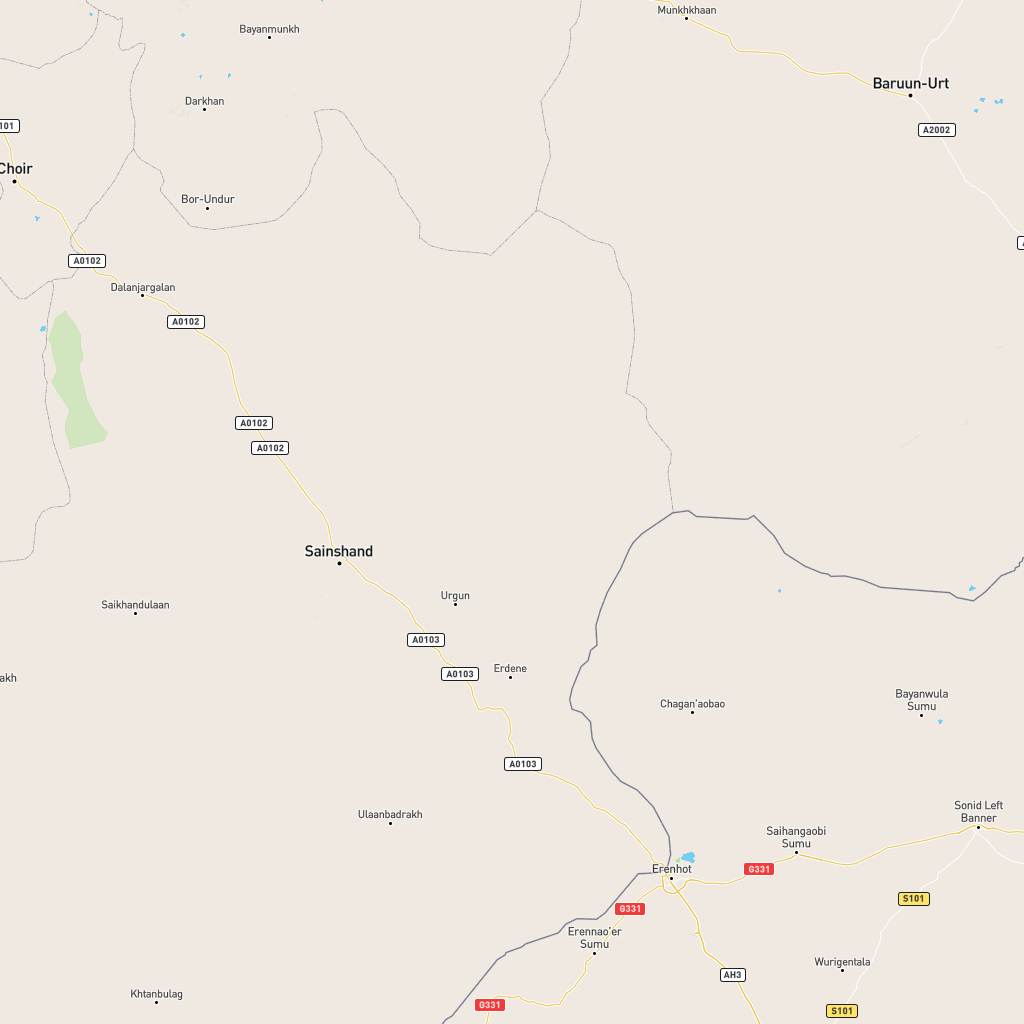 Munkhkhaan
Bayanmunkh
Baruun-Urt
Darkhan
101
A2002
Choir
Bor-Undur
A
A0102
Dalanjargalan
A0102
A0102
A0102
Sainshand
Urgun
Saikhandulaan
A0103
Erdene
A0103
akh
Bayanwula
Sumu
Chagan'aobao
A0103
Sonid Left
Banner
Ulaanbadrakh
Saihangaobi
Sumu
Erenhot
G331
S101
G331
Erennao'er
Sumu
Wurigentala
AH3
Khtanbulag
G331
S101